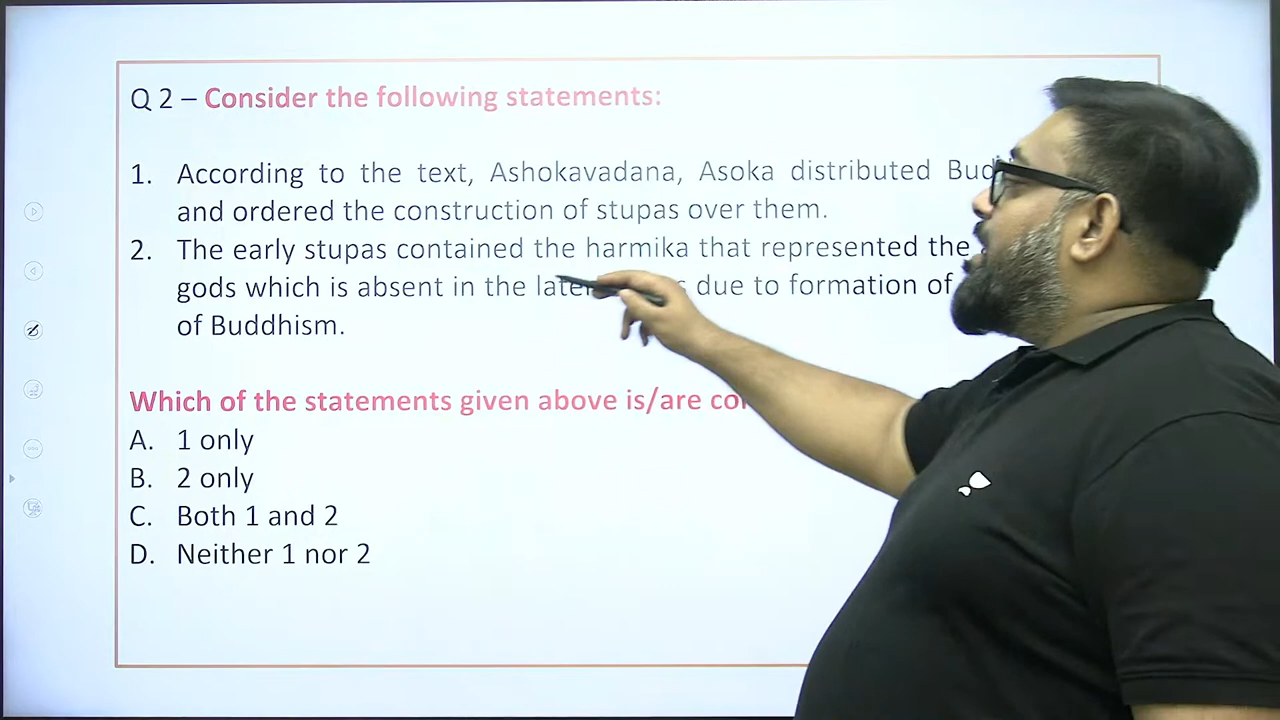 Q 2 – Consider the following statements:
1. According to the text, Ashokavadana, Asoka distributed
and ordered the construction of stupas over them.
2. The early stupas contained the harmika that represented the
gods which is absent in the due to formation of
of Buddhism.
Which of the statements given above is/are
A. 1 only
B. 2 only
C. Both 1 and 2
D. Neither 1 nor 2